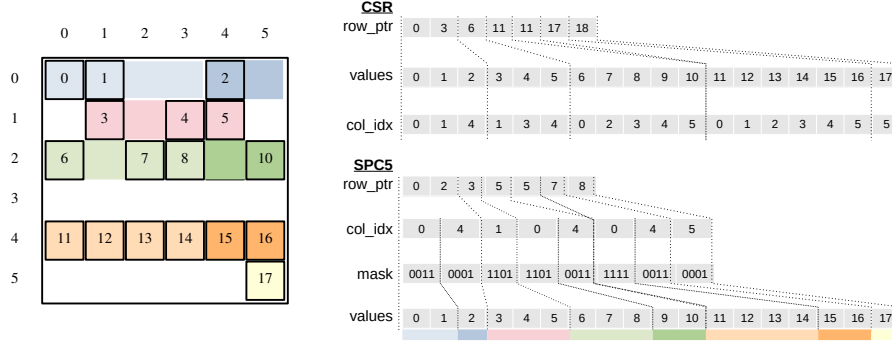 0 1 2 3 4 5
0 0 1 2
1 3 4 5
2 6 7 8 10
3
4 11 12 13 14 15 16
5 17
CSR
row_ptr 0 3 6 11 11 17 18
values 0 1 2 3 4 5 6 7 8 9 10 11 12 13 14 15 16 17
col_idx 0 1 4 1 3 4 0 2 3 4 5 0 1 2 3 4 5 5
SPC5
row_ptr 0 2 3 5 5 7 8
col_idx 0 4 1 0 4 0 4 5
mask 0011 0001 1101 1101 0011 1111 0011 0001
values 0 1 2 3 4 5 6 7 8 9 10 11 12 13 14 15 16 17